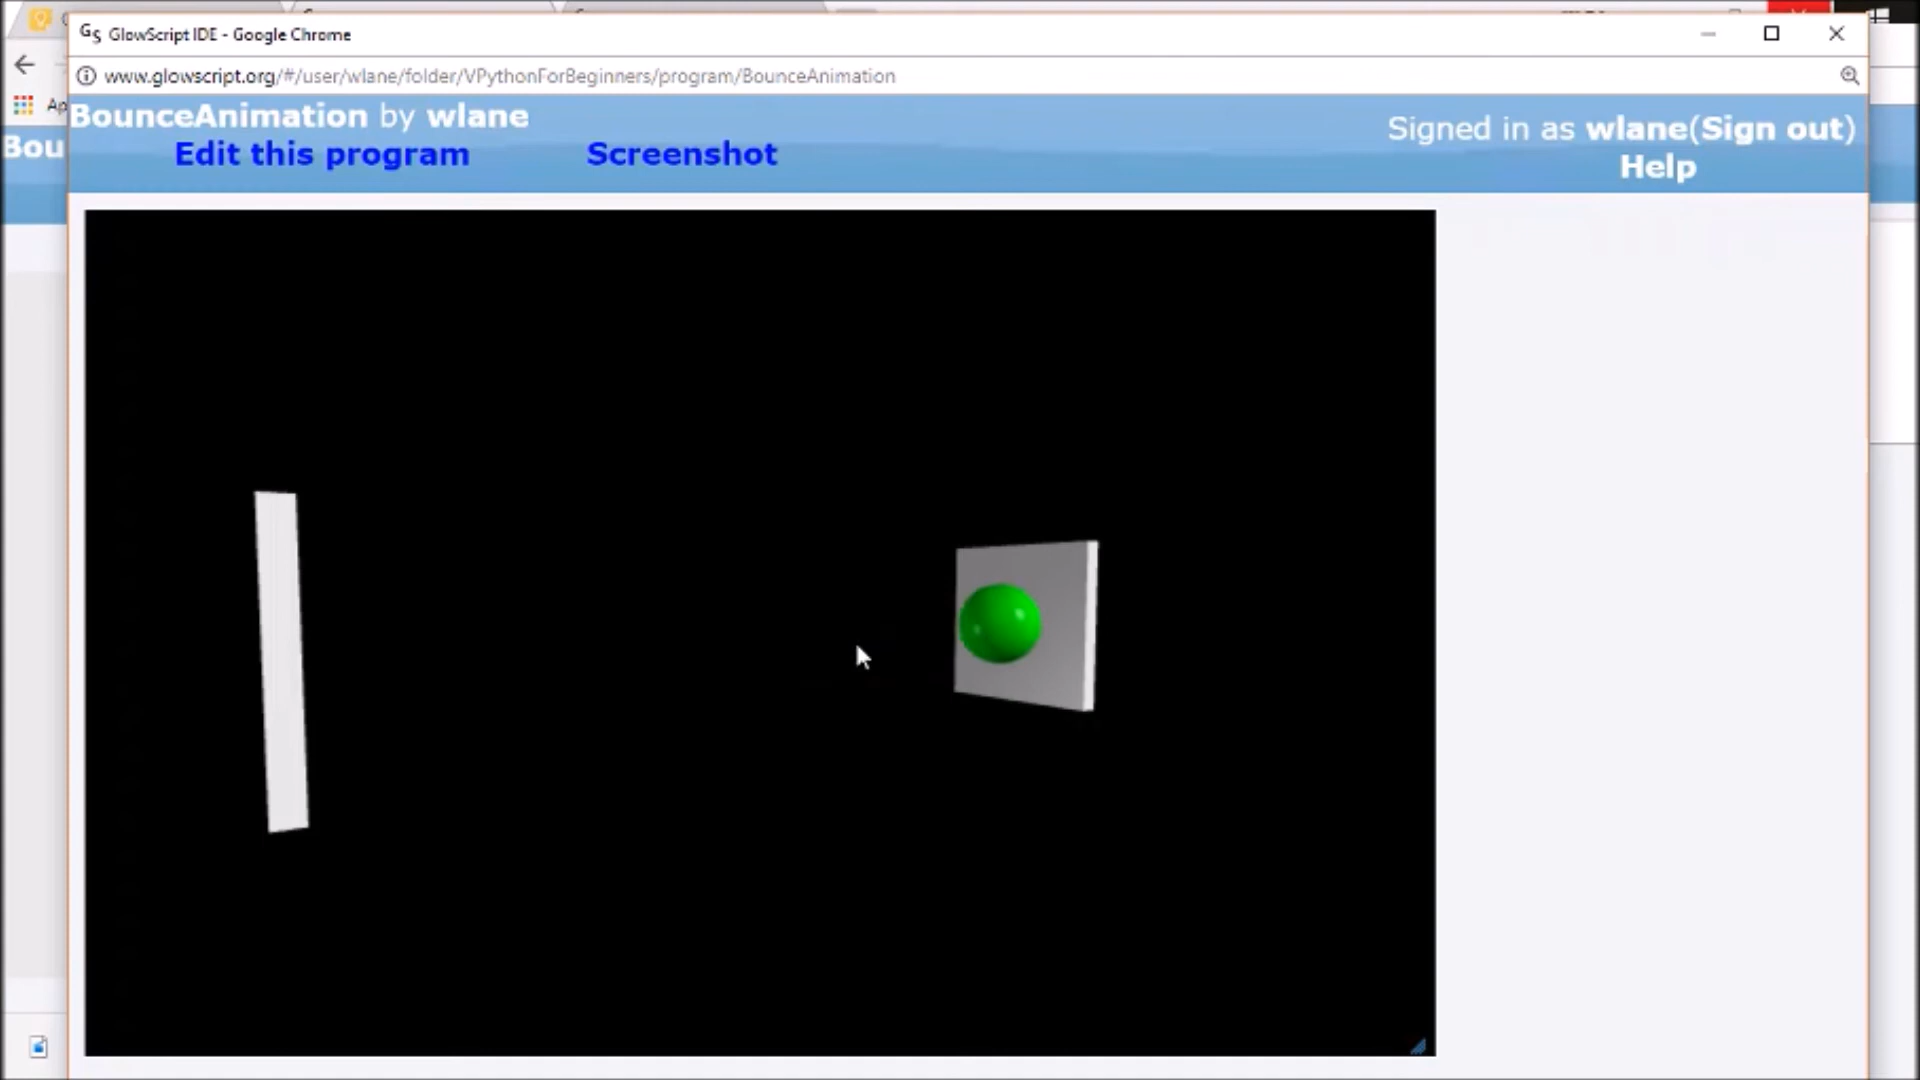 GlowScript IDE - Google Chrome
www.glowscript.org/#/user/wlane/folder/VPythonForBeginners/program/BounceAnimation
Ap
BounceAnimation by wlane
Signed in as wlane(Sign out)
Bou
Edit this program Screenshot
Help